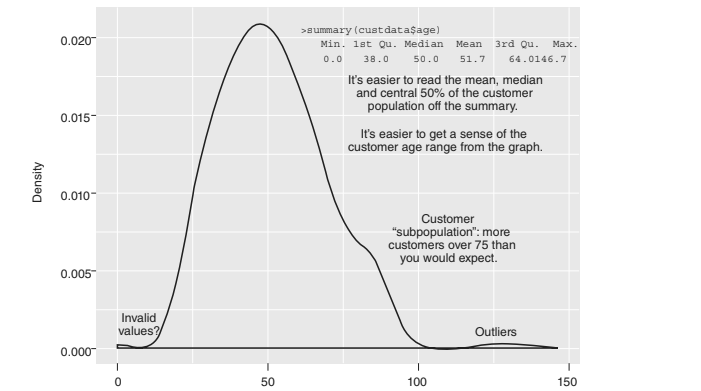 >summary(custdata$age)
Min. 1st Qu. Median Mean 3rd Qu. Max.
0.0 38.0 50.0 51.7 64.0146.7
It's easier to read the mean, median
and central 50% of the customer
population off the summary.
It's easier to get a sense of the
customer age range from the graph.
Customer
“subpopulation”: more
customers over 75 than
you would expect.
Invalid
values?
Outliers
Density
0.020
0.015
0.010
0.005
0.000
0 50 100 150